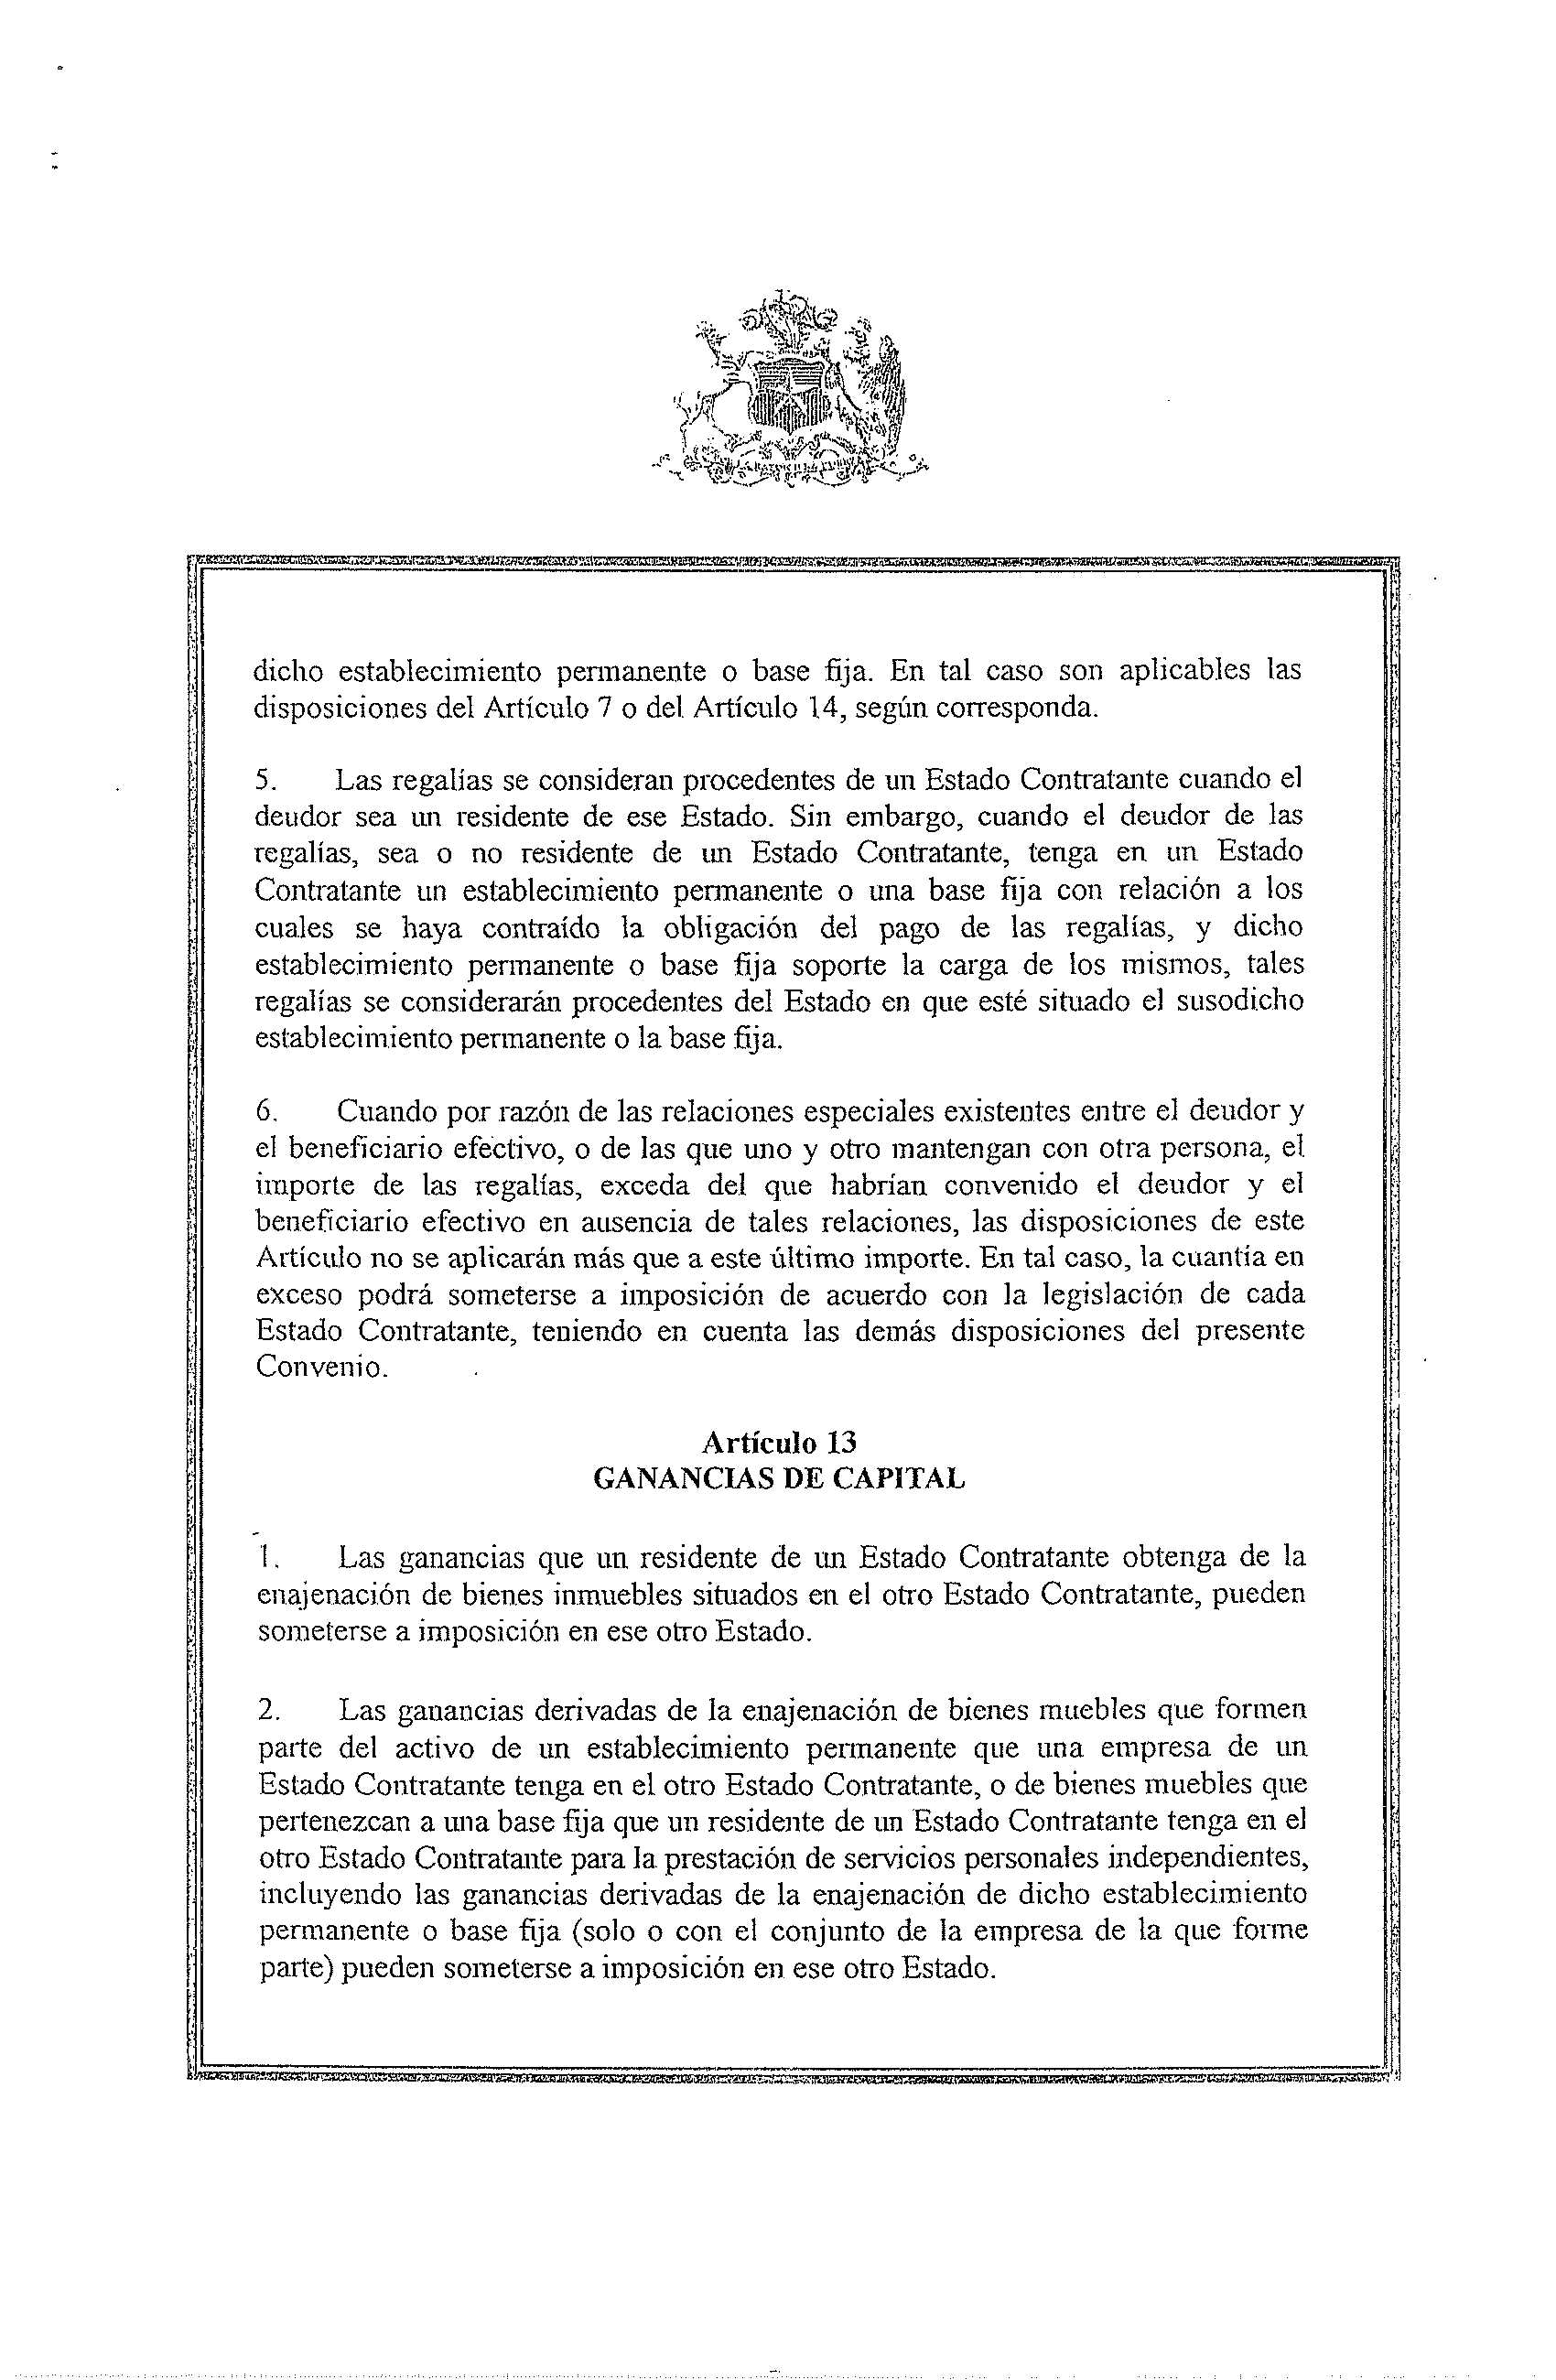 dicho establecimiento permanente o base fija. En tal caso son aplicables las
disposiciones del Artículo 7 o del Artículo 14, según corresponda.
5. Las regalías se consideran procedentes de un Estado Contratante cuando el
deudor sea un residente de ese Estado. Sin embargo, cuando el deudor de las
regalías, sea o no residente de un Estado Contratante, tenga en un Estado
Contratante un establecimiento permanente o una base fija con relación a los
cuales se haya contraído la obligación del pago de las regalías, y dicho
establecimiento permanente o base fija soporte la carga de los mismos, tales
regalías se considerarán procedentes del Estado en que esté situado el susodicho
establecimiento permanente o la base fija.
6. Cuando por razón de las relaciones especiales existentes entre el deudor y
el beneficiario efectivo, o de las que uno y otro mantengan con otra persona, el
importe de las regalías, exceda del que habrían convenido el deudor y el
beneficiario efectivo en ausencia de tales relaciones, las disposiciones de este
Artículo no se aplicarán más que a este último importe. En tal caso, la cuantía en
exceso podrá someterse a imposición de acuerdo con la legislación de cada
Estado Contratante, teniendo en cuenta las demás disposiciones del presente
Convenio.
Artículo 13
GANANCIAS DE CAPITAL
1. Las ganancias que un residente de un Estado Contratante obtenga de la
enajenación de bienes inmuebles situados en el otro Estado Contratante, pueden
someterse a imposición en ese otro Estado.
2. Las ganancias derivadas de la enajenación de bienes muebles que formen
parte del activo de un establecimiento permanente que una empresa de un
Estado Contratante tenga en el otro Estado Contratante, o de bienes muebles que
pertenezcan a una base fija que un residente de un Estado Contratante tenga en el
otro Estado Contratante para la prestación de servicios personales independientes,
incluyendo las ganancias derivadas de la enajenación de dicho establecimiento
permanente o base fija (solo o con el conjunto de la empresa de la que forme
parte) pueden someterse a imposición en ese otro Estado.